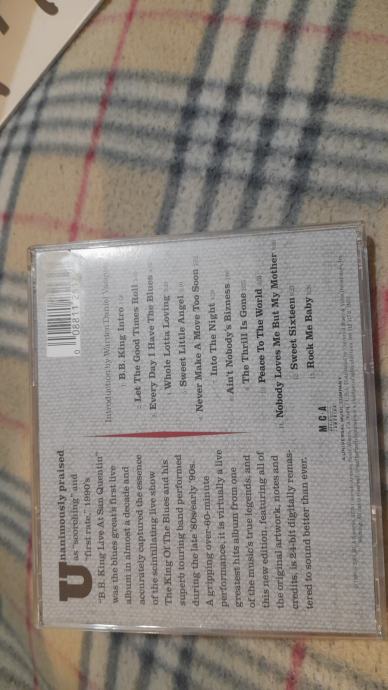 Unanimously praised
as "scorching" and
"first rate," 1990's
"B.B. King Live At San Quentin"
was the blues great's first live
album in almost a decade and
accurately captured the essence
of the scintillating live show
The King Of The Blues and his
superb touring band performed
during the late '80s/early '90s.
A gripping over-60-minute
performance, it is virtually a live
greatest hits album from one
of the music's true legends, and
this new edition, featuring all of
the original artwork, notes and
credits, is 24-bit digitally remas-
tered to sound better than ever.
Introduction by Warden Daniel
B.B. King Intro
Let The Good Times Roll
Every Day I Have The Blues
Whole Lotta Loving
Sweet Little Angel
Never Make A Move Too Soon
Into The Night
Ain't Nobody's Bizness
The Thrill Is Gone
Peace To The World
Nobody Loves Me But My Mother
Sweet Sixteen
Rock Me Baby
MCA